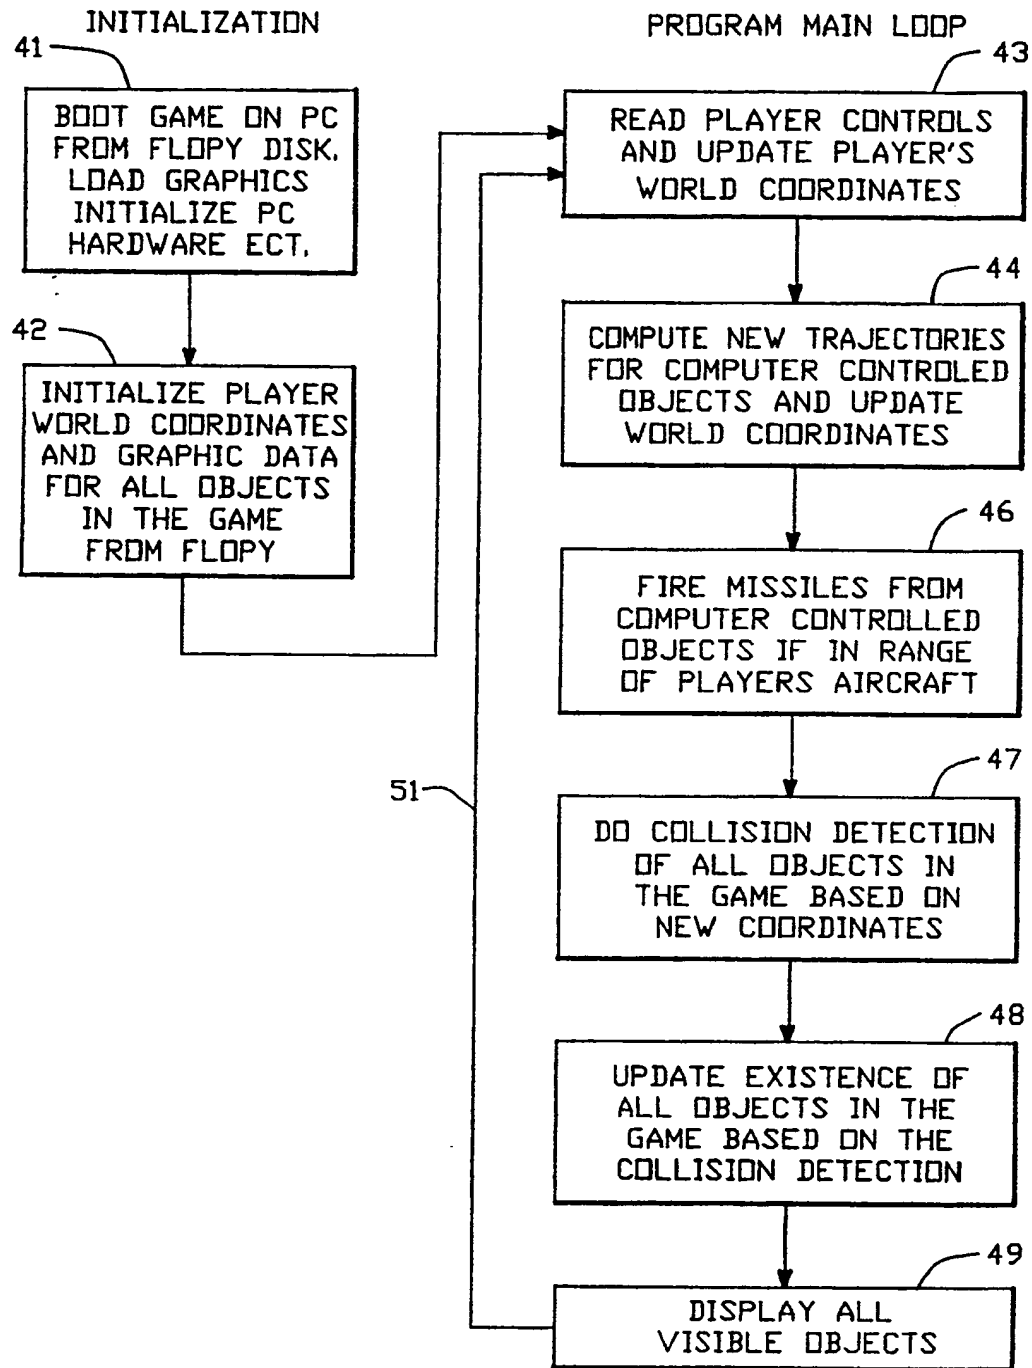 INITIALIZATION
41
BOOT GAME ON PC
FROM FLOPY DISK.
LOAD GRAPHICS
INITIALIZE PC
HARDWARE ECT.
42
INITIALIZE PLAYER
WORLD COORDINATES
AND GRAPHIC DATA
FOR ALL OBJECTS
IN THE GAME
FROM FLOPY
PROGRAM MAIN LOOP
43
READ PLAYER CONTROLS
AND UPDATE PLAYER'S
WORLD COORDINATES
44
COMPUTE NEW TRAJECTORIES
FOR COMPUTER CONTROLED
OBJECTS AND UPDATE
WORLD COORDINATES
46
FIRE MISSILES FROM
COMPUTER CONTROLLED
OBJECTS IF IN RANGE
OF PLAYERS AIRCRAFT
47
DO COLLISION DETECTION
OF ALL OBJECTS IN
THE GAME BASED ON
NEW COORDINATES
48
UPDATE EXISTENCE OF
ALL OBJECTS IN THE
GAME BASED ON THE
COLLISION DETECTION
49
DISPLAY ALL
VISIBLE OBJECTS
51